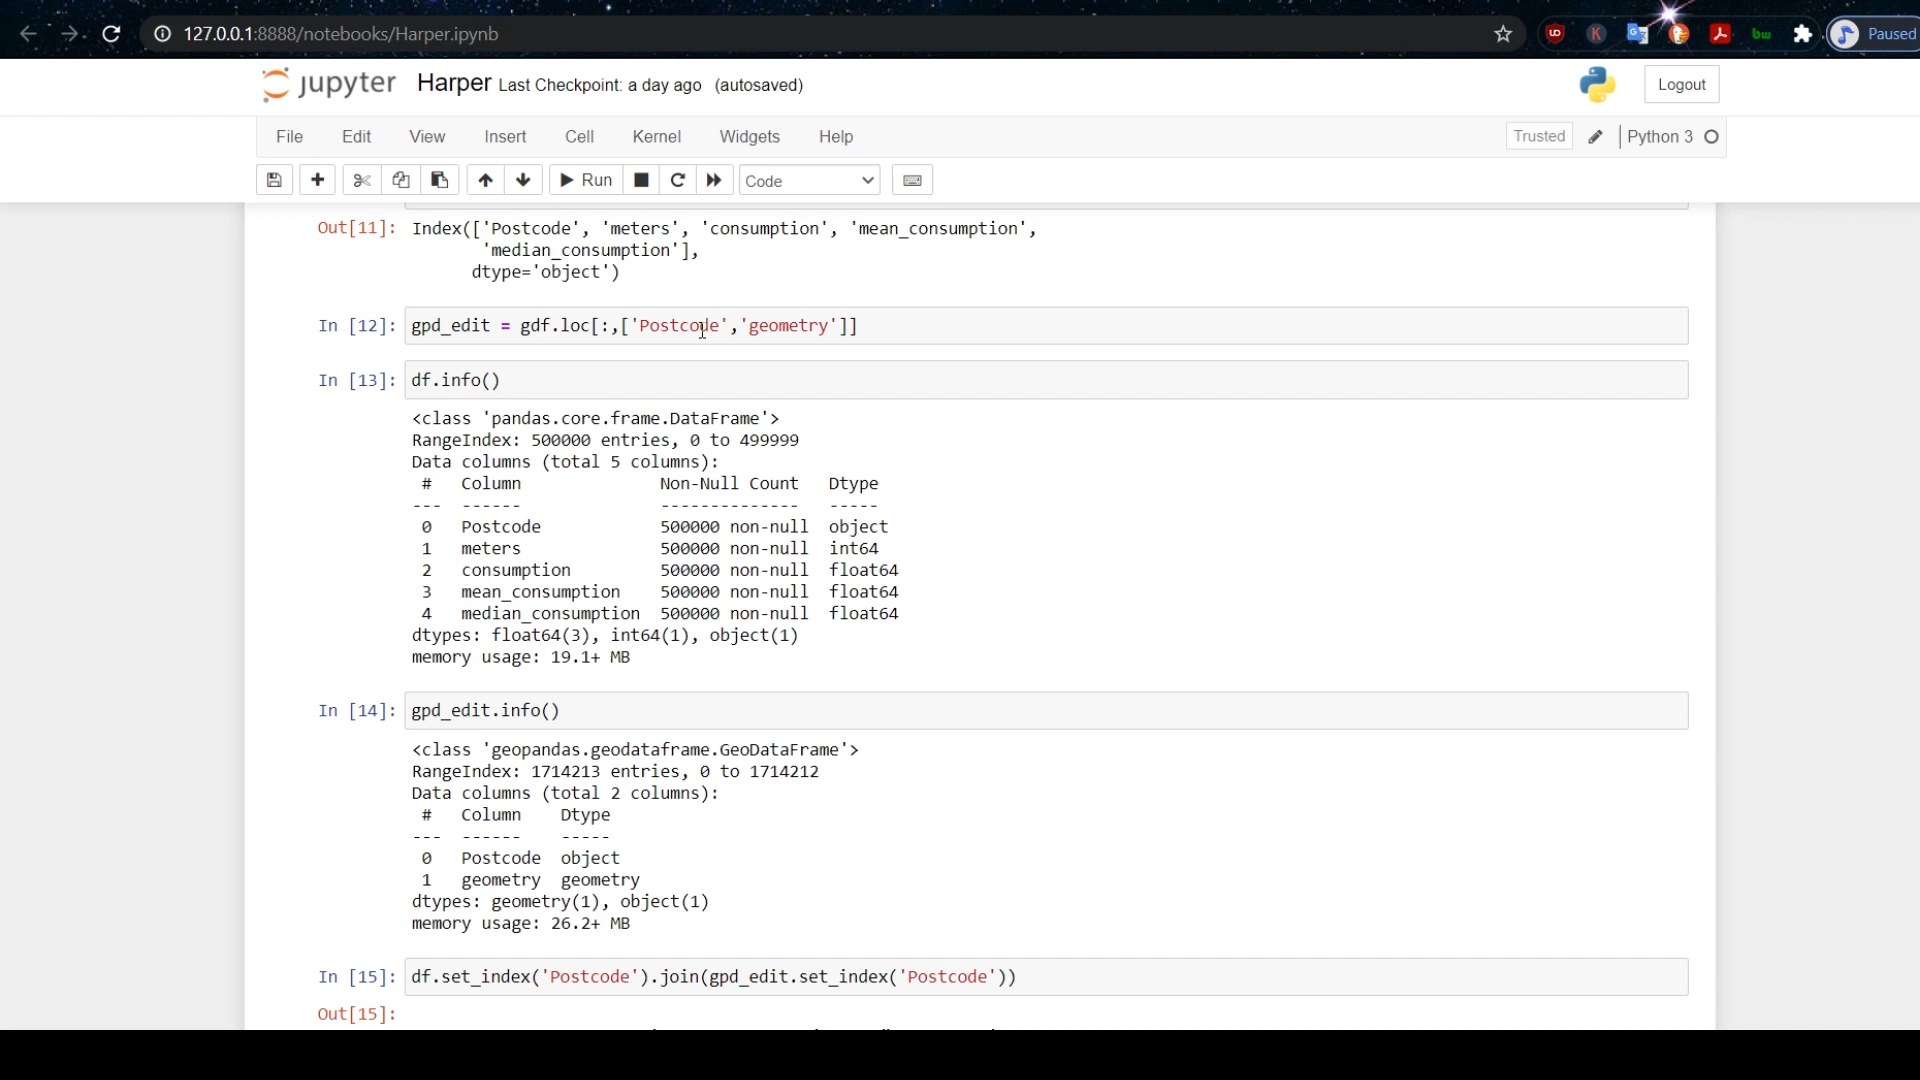 127.0.0.1:8888/notebooks/Harper.ipynb
K
bw
Paused
jupyter Harper Last Checkpoint: a day ago (autosaved)
Logout
File Edit View Insert Cell Kernel Widgets Help
Trusted Python 3
Run Code
Out[11]: Index(['Postcode', 'meters', 'consumption', 'mean_consumption',
'median_consumption'],
dtype='object')
In [12]: gpd_edit = gdf.loc[:,['Postcode','geometry']]
In [13]: df.info()
<class 'pandas.core.frame.DataFrame'>
RangeIndex: 500000 entries, 0 to 499999
Data columns (total 5 columns):
# Column Non-Null Count Dtype
--- ------ -------------- -----
0 Postcode 500000 non-null object
1 meters 500000 non-null int64
2 consumption 500000 non-null float64
3 mean_consumption 500000 non-null float64
4 median_consumption 500000 non-null float64
dtypes: float64(3), int64(1), object(1)
memory usage: 19.1+ MB
In [14]: gpd_edit.info()
<class 'geopandas.geodataframe.GeoDataFrame'>
RangeIndex: 1714213 entries, 0 to 1714212
Data columns (total 2 columns):
# Column Dtype
--- ------ -----
0 Postcode object
1 geometry geometry
dtypes: geometry(1), object(1)
memory usage: 26.2+ MB
In [15]: df.set_index('Postcode').join(gpd_edit.set_index('Postcode'))
Out[15]: